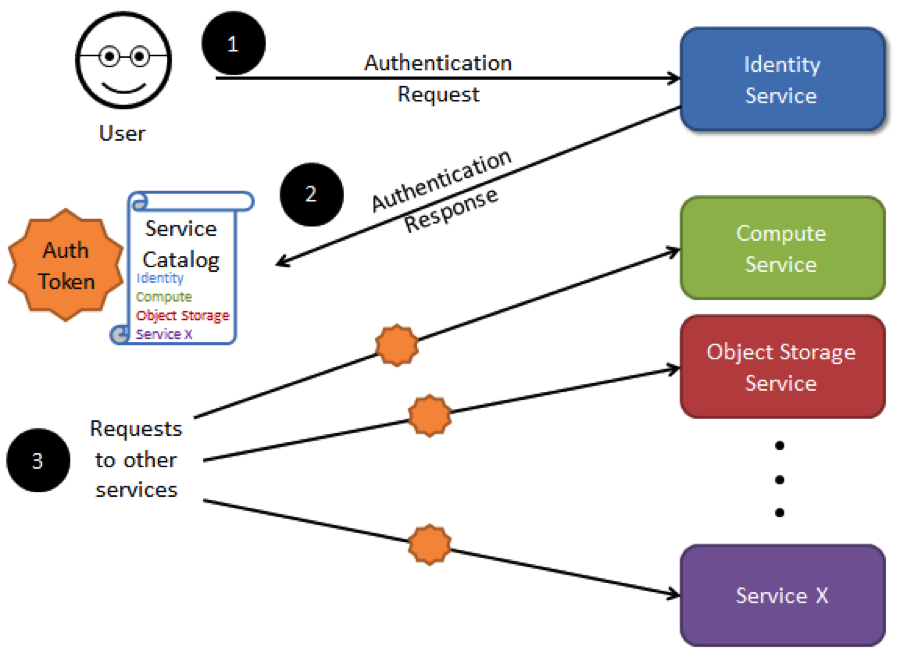 1
Authentication
Request
Identity
Service
User
2
Authentication
Response
Auth
Token
Service
Catalog
Identity
Compute
Object Storage
Service X
Compute
Service
Object Storage
Service
3
Requests
to other
services
Service X